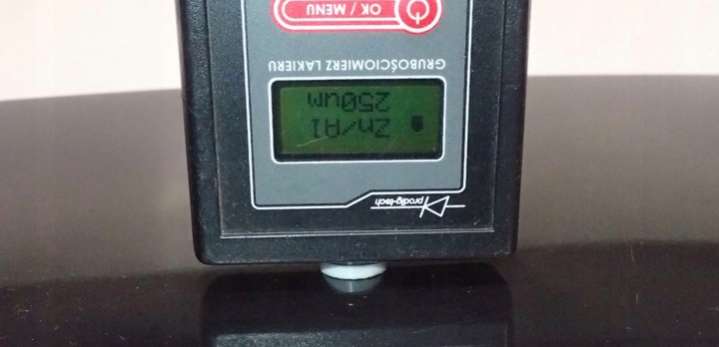 prodig-tech
Zn/Al
250um
GRUBOŚCIOMIERZ LAKIERU
OK / MENU